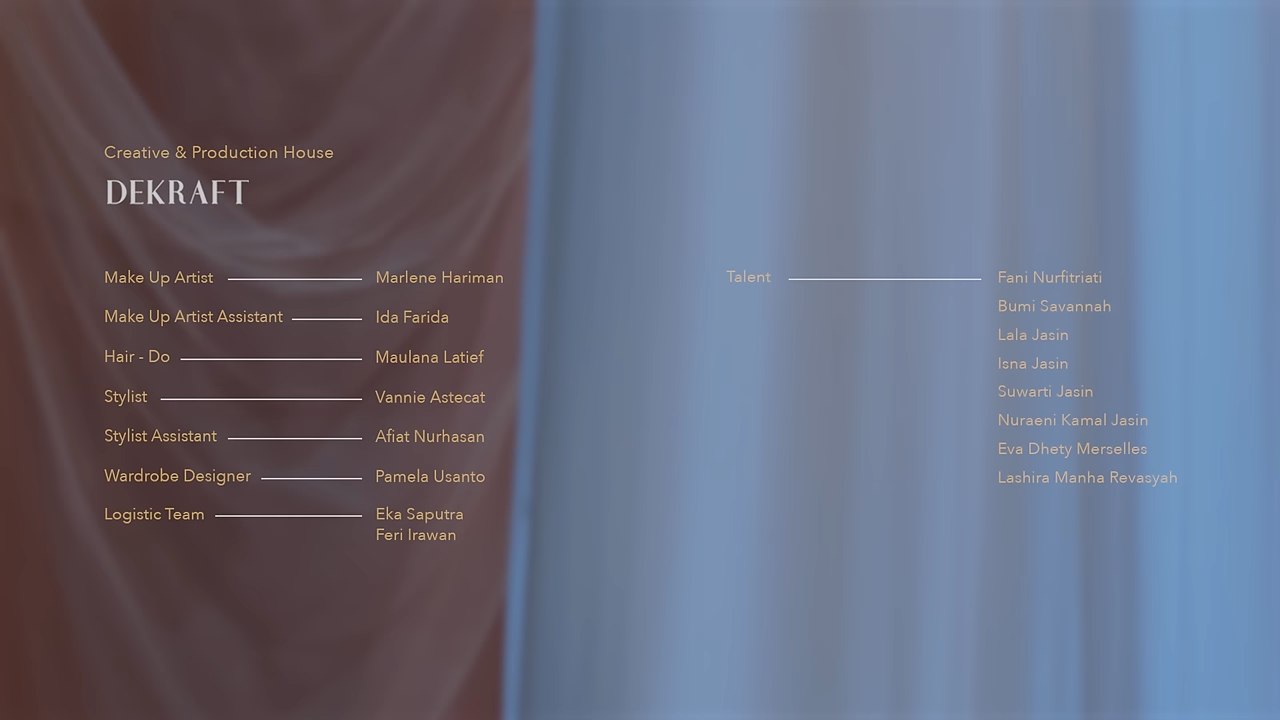 Creative & Production House
DEKRAFT
Make Up Artist Marlene Hariman
Make Up Artist Assistant Ida Farida
Hair - Do Maulana Latief
Stylist Vannie Astecat
Stylist Assistant Afiat Nurhasan
Wardrobe Designer Pamela Usanto
Logistic Team Eka Saputra
Feri Irawan
Talent Fani Nurfitriati
Bumi Savannah
Lala Jasin
Isna Jasin
Suwarti Jasin
Nuraeni Kamal Jasin
Eva Dhety Merselles
Lashira Manha Revasyah